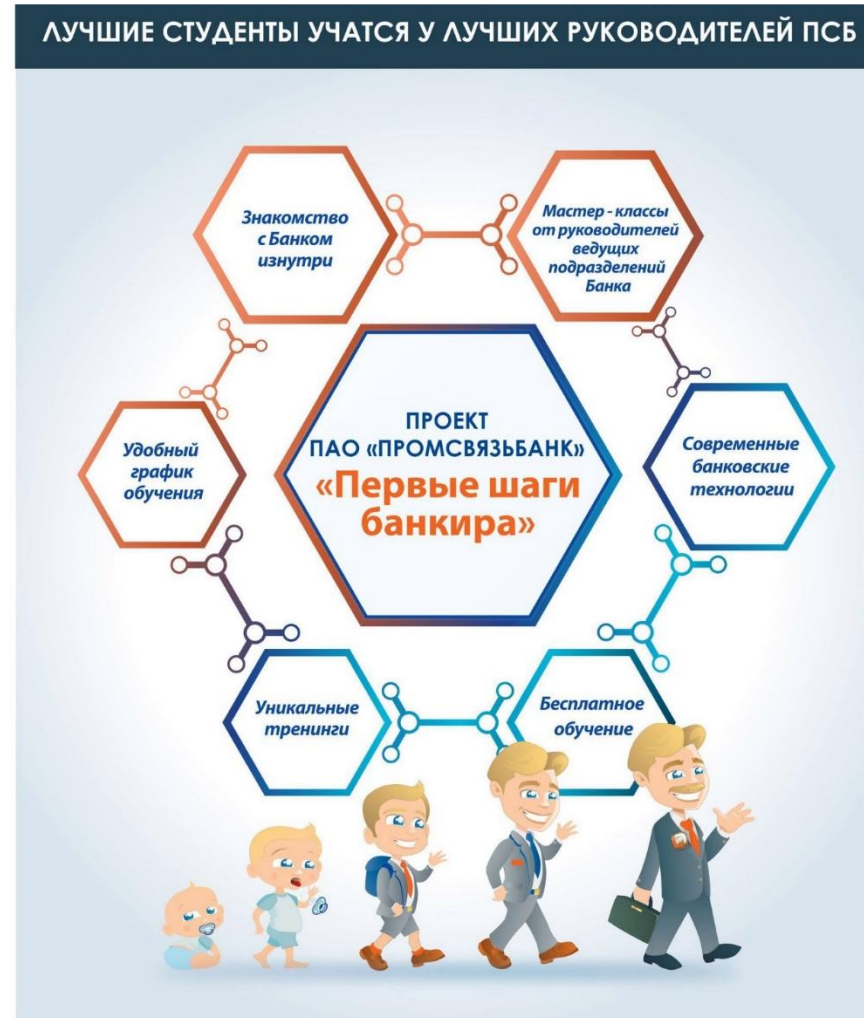 ЛУЧШИЕ СТУДЕНТЫ УЧАТСЯ У ЛУЧШИХ РУКОВОДИТЕЛЕЙ ПСБ
Знакомство
с Банком
изнутри
Мастер - классы
от руководителей
ведущих
подразделений
Банка
Удобный
график
обучения
ПРОЕКТ
ПАО «ПРОМСВЯЗЬБАНК»
«Первые шаги
банкира»
Современные
банковские
технологии
Уникальные
тренинги
Бесплатное
обучение